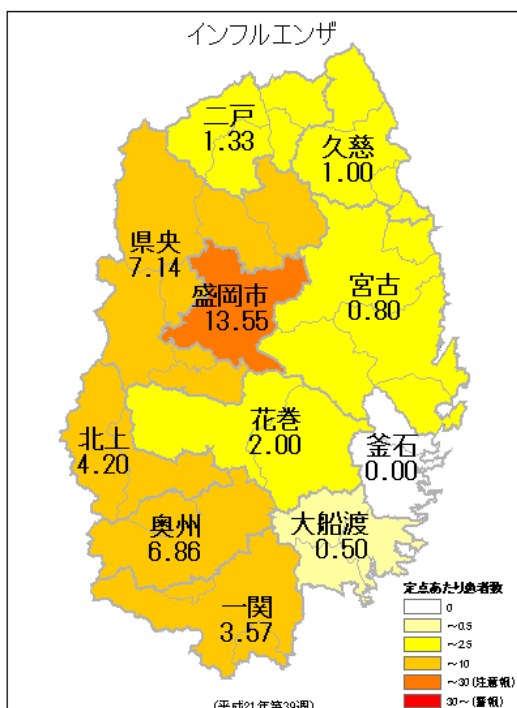 インフルエンザ
二戸
1.33
久慈
1.00
県央
7.14
盛岡市
13.55
宮古
0.80
花巻
2.00
北上
4.20
釜石
0.00
奥州
6.86
大船渡
0.50
一関
3.57
定点あたり患者数
0
～0.5
～2.5
～10
～30(注意報)
30～(警報)
(平成21年第39週)